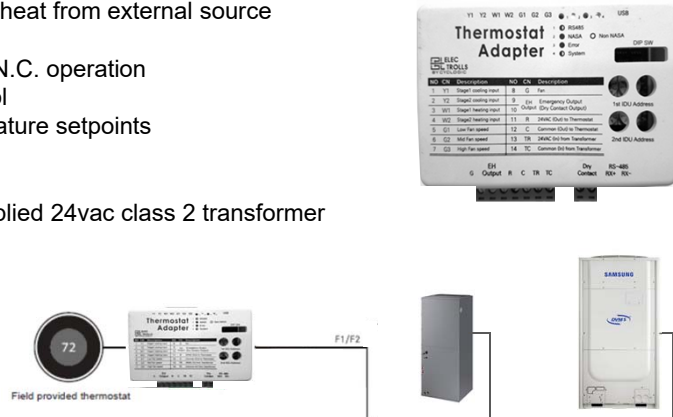 heat from external source
N.C. operation
ol
ature setpoints
plied 24vac class 2 transformer
Y1 Y2 W1 W2 G1 G2 G3 USB
Thermostat
Adapter
RS485
NASA Non NASA
Error
System
DIP SW
ELEC
TROLLS
NO CN Description NO CN Description
1 Y1 Stage1 cooling input 8 G Fan
2 Y2 Stage2 cooling input 9 EH Output Emergency Output
3 W1 Stage1 heating input 10 (Dry Contact Output)
4 W2 Stage2 heating input 11 R 24VAC (Out) to Thermostat
5 G1 Low Fan speed 12 C Common (Out) to Thermostat
6 G2 Mid Fan speed 13 TR 24VAC (In) from Transformer
7 G3 High Fan speed 14 TC Common (In) from Transformer
1st IDU Address
2nd IDU Address
EH
G Output R C TR TC
Dry
Contact
RS-485
RX+ RX-
72
Thermostat
Adapter
F1/F2
Field provided thermostat
SAMSUNG
DVM S